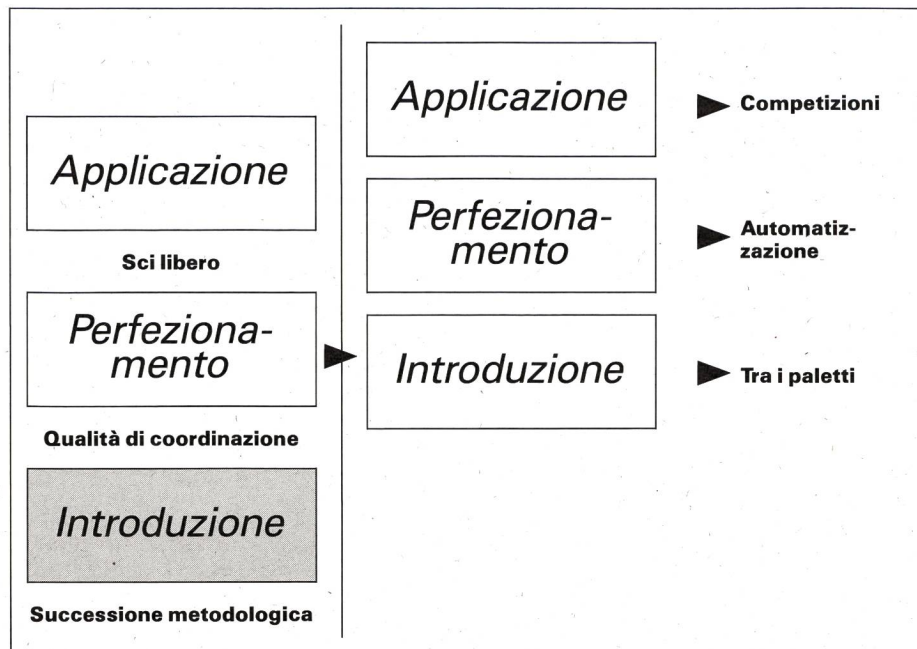 Applicazione
Sci libero
Perfeziona-
mento
Qualità di coordinazione
Introduzione
Successione metodologica
Applicazione
Competizioni
Perfeziona-
mento
Automatiz-
zazione
Introduzione
Tra i paletti